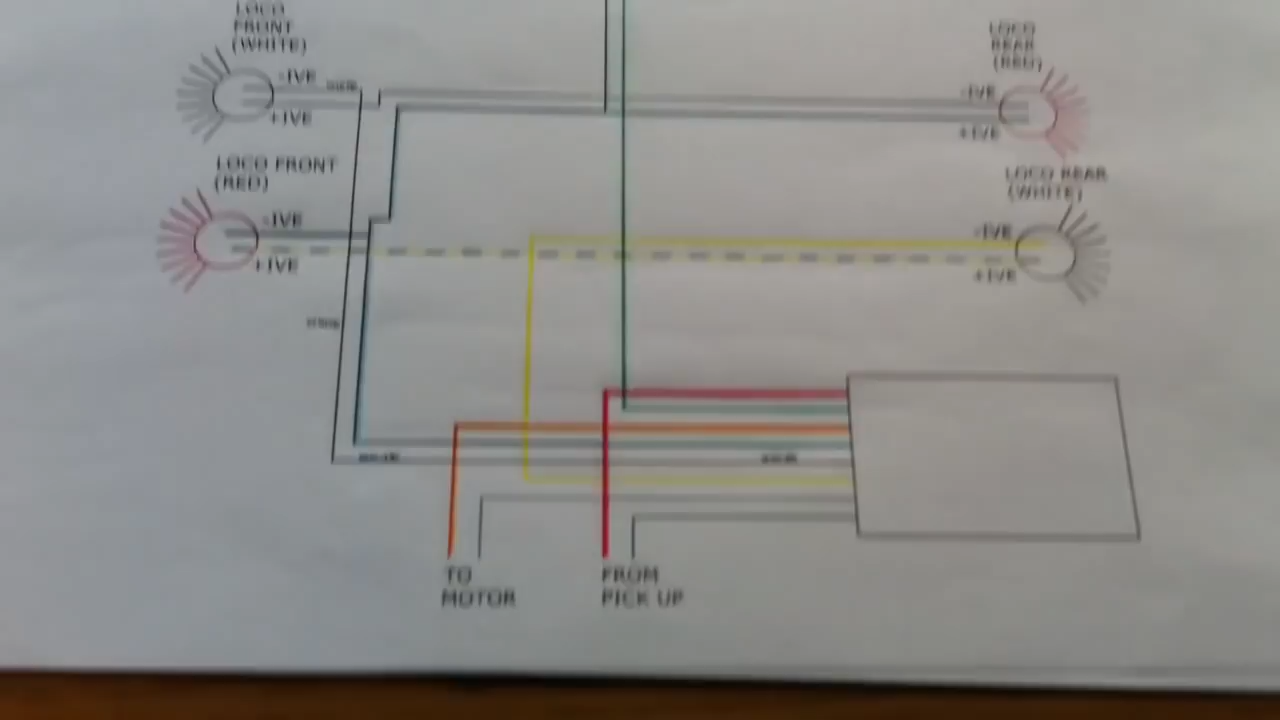 LOCO
FRONT
(WHITE)
-IVE
+IVE
LOCO
REAR
(RED)
-IVE
+IVE
LOCO FRONT
(RED)
-IVE
+IVE
LOCO REAR
(WHITE)
-IVE
+IVE
TO
MOTOR
FROM
PICK UP